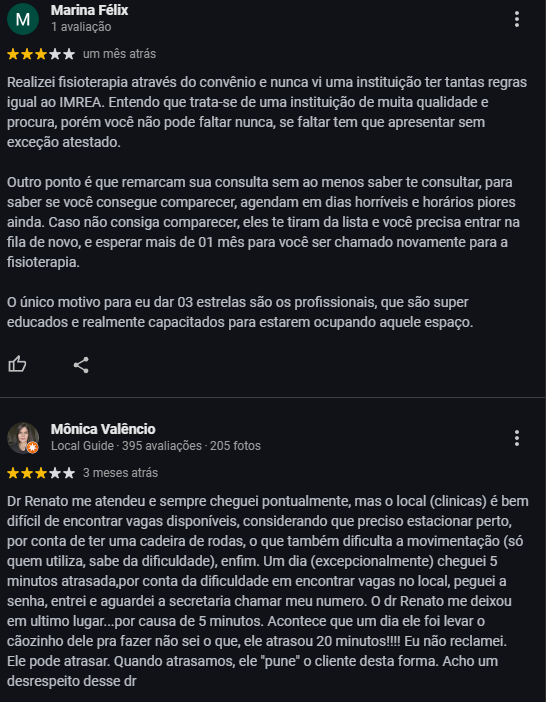 M
Marina Félix
1 avaliação
um mês atrás
Realizei fisioterapia através do convênio e nunca vi uma instituição ter tantas regras
igual ao IMREA. Entendo que trata-se de uma instituição de muita qualidade e
procura, porém você não pode faltar nunca, se faltar tem que apresentar sem
exceção atestado.
Outro ponto é que remarcam sua consulta sem ao menos saber te consultar, para
saber se você consegue comparecer, agendam em dias horríveis e horários piores
ainda. Caso não consiga comparecer, eles te tiram da lista e você precisa entrar na
fila de novo, e esperar mais de 01 mês para você ser chamado novamente para a
fisioterapia.
O único motivo para eu dar 03 estrelas são os profissionais, que são super
educados e realmente capacitados para estarem ocupando aquele espaço.
Mônica Valêncio
Local Guide · 395 avaliações · 205 fotos
3 meses atrás
Dr Renato me atendeu e sempre cheguei pontualmente, mas o local (clinicas) é bem
difícil de encontrar vagas disponíveis, considerando que preciso estacionar perto,
por conta de ter uma cadeira de rodas, o que também dificulta a movimentação (só
quem utiliza, sabe da dificuldade), enfim. Um dia (excepcionalmente) cheguei 5
minutos atrasada,por conta da dificuldade em encontrar vagas no local, peguei a
senha, entrei e aguardei a secretaria chamar meu numero. O dr Renato me deixou
em ultimo lugar...por causa de 5 minutos. Acontece que um dia ele foi levar o
cãozinho dele pra fazer não sei o que, ele atrasou 20 minutos!!!! Eu não reclamei.
Ele pode atrasar. Quando atrasamos, ele "pune" o cliente desta forma. Acho um
desrespeito desse dr